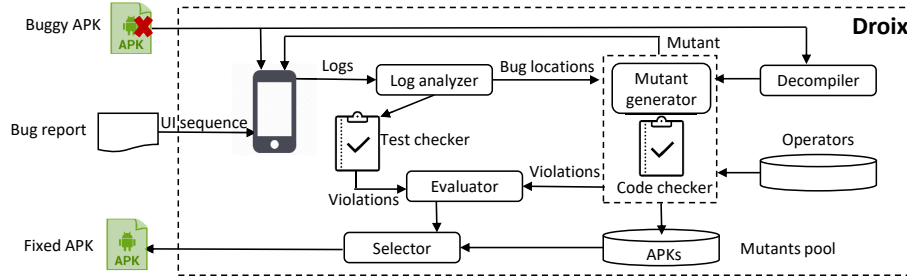 Buggy APK
APK
Droix
Mutant
Logs
Log analyzer
Bug locations
Mutant
generator
Decompiler
Bug report
UI sequence
Test checker
Operators
Violations
Evaluator
Violations
Code checker
Fixed APK
APK
Selector
APKs
Mutants pool